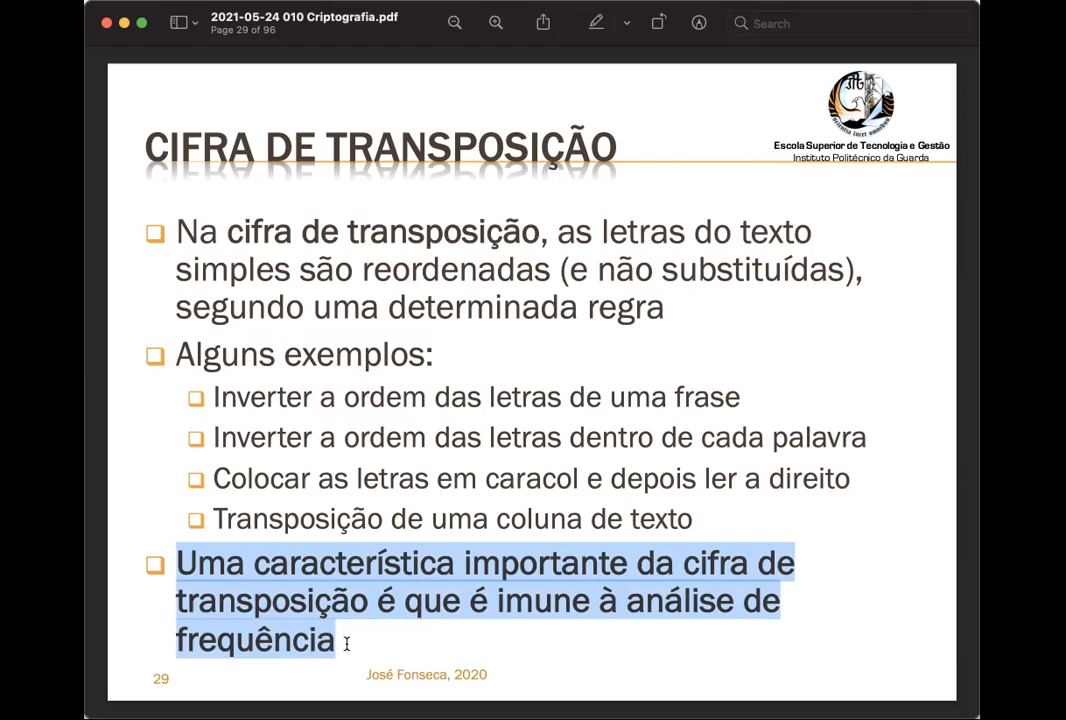 2021-05-24 010 Criptografia.pdf
Page 29 of 96
Search
Escola Superior de Tecnologia e Gestão
Instituto Politécnico da Guarda
CIFRA DE TRANSPOSIÇÃO
Na cifra de transposição, as letras do texto
simples são reordenadas (e não substituídas),
segundo uma determinada regra
Alguns exemplos:
Inverter a ordem das letras de uma frase
Inverter a ordem das letras dentro de cada palavra
Colocar as letras em caracol e depois ler a direito
Transposição de uma coluna de texto
Uma característica importante da cifra de
transposição é que é imune à análise de
frequência
29
José Fonseca, 2020